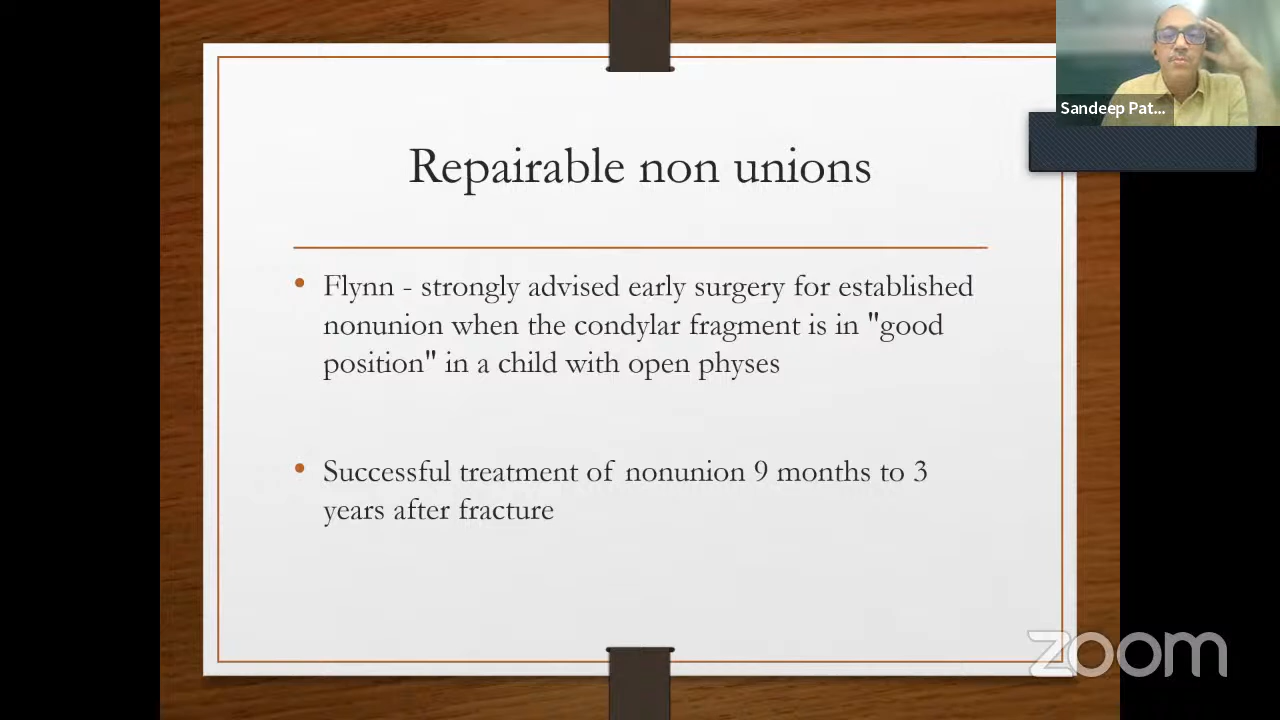 Sandeep Pat...
Repairable non unions
• Flynn - strongly advised early surgery for established
nonunion when the condylar fragment is in "good
position" in a child with open physes
• Successful treatment of nonunion 9 months to 3
years after fracture
zoom